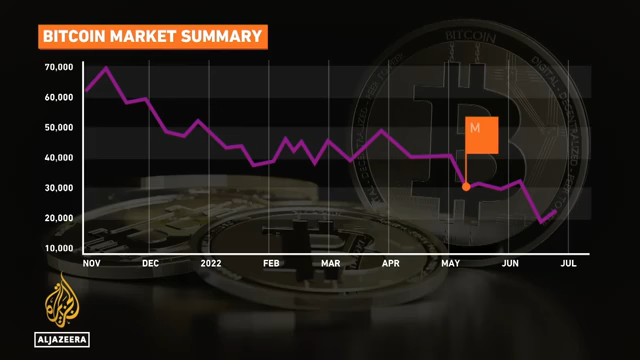 BITCOIN MARKET SUMMARY
70,000
60,000
50,000
40,000
30,000
20,000
10,000
NOV DEC 2022 FEB MAR APR MAY JUN JUL
M
BITCOIN
ALJAZEERA